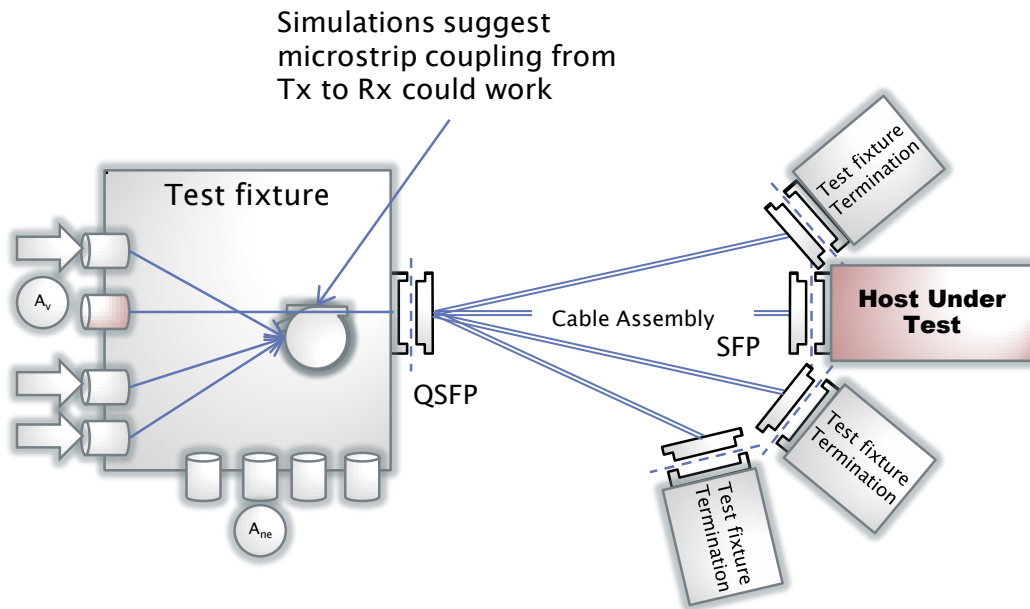 Simulations suggest
microstrip coupling from
Tx to Rx could work
Test fixture
Test fixture
Termination
Av
Host Under
Test
Cable Assembly
SFP
QSFP
Test fixture
Termination
Test fixture
Termination
Ane